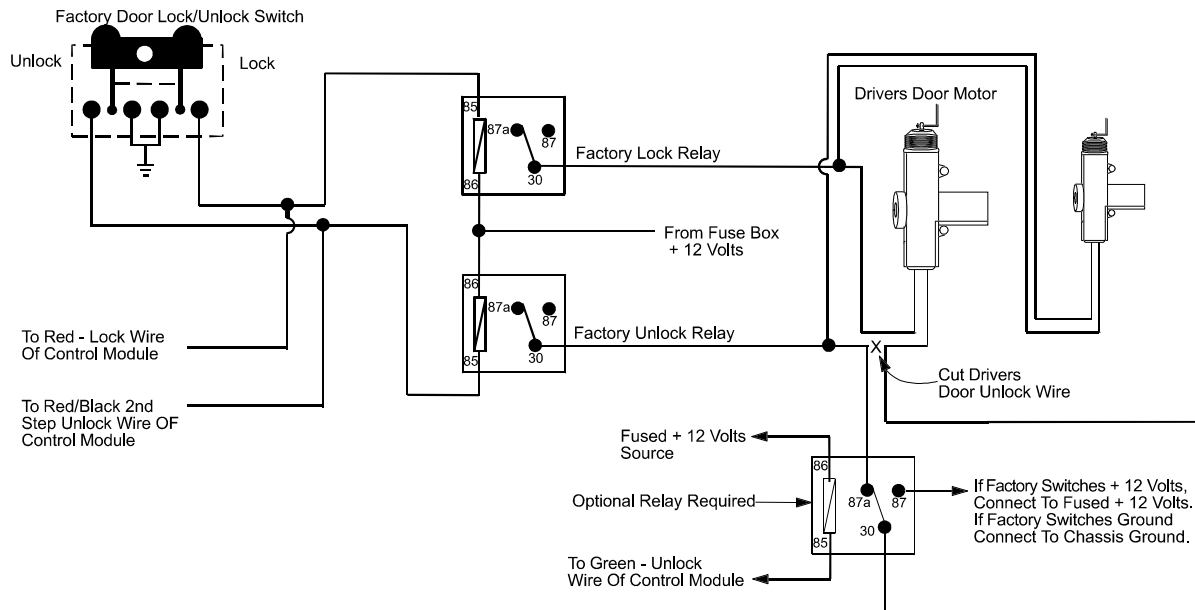 Factory Door Lock/Unlock Switch
Unlock
Lock
85
87a
87
30
86
Factory Lock Relay
From Fuse Box
+ 12 Volts
86
87a
87
30
85
Factory Unlock Relay
Drivers Door Motor
X
Cut Drivers
Door Unlock Wire
To Red - Lock Wire
Of Control Module
To Red/Black 2nd
Step Unlock Wire OF
Control Module
Fused + 12 Volts
Source
Optional Relay Required
86
87a
87
30
85
To Green - Unlock
Wire Of Control Module
If Factory Switches + 12 Volts,
Connect To Fused + 12 Volts.
If Factory Switches Ground
Connect To Chassis Ground.